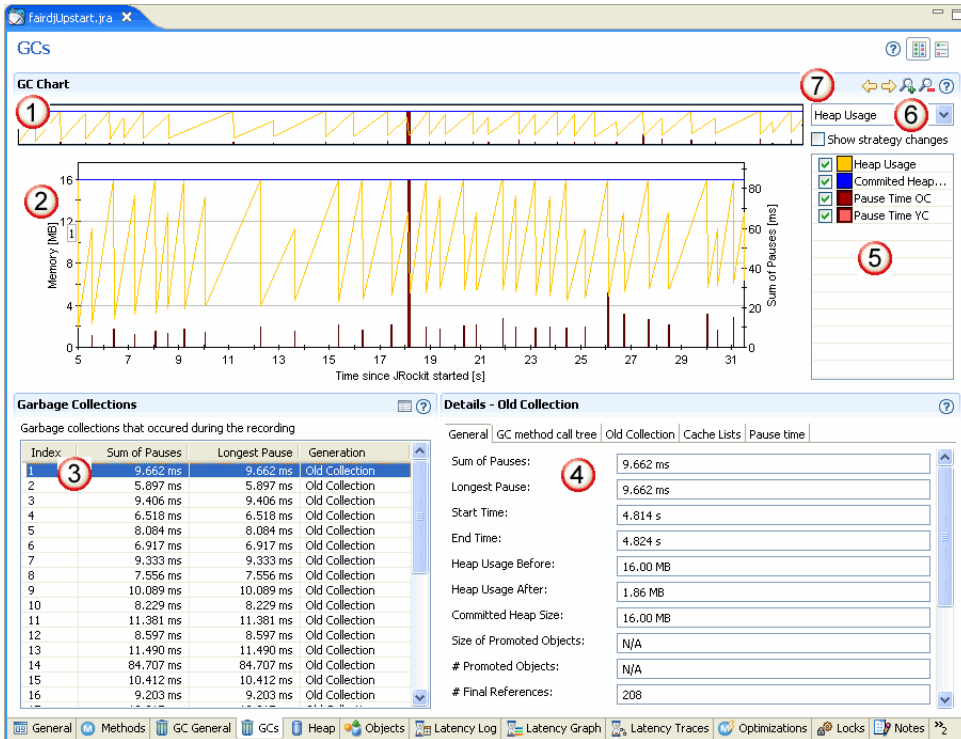 fairdjUpstart.jra
GCs
GC Chart
1
7
Heap Usage
6
Show strategy changes
Heap Usage
Commited Heap...
Pause Time OC
Pause Time YC
5
2
Memory [MB]
16
12
8
4
0
1
Sum of Pauses [ms]
80
60
40
20
0
5 7 9 11 13 15 17 19 21 23 25 27 29 31
Time since JRockit started [s]
Garbage Collections
Garbage collections that occured during the recording
Index Sum of Pauses Longest Pause Generation
3
1 9.662 ms 9.662 ms Old Collection
2 5.897 ms 5.897 ms Old Collection
3 9.406 ms 9.406 ms Old Collection
4 6.518 ms 6.518 ms Old Collection
5 8.084 ms 8.084 ms Old Collection
6 6.917 ms 6.917 ms Old Collection
7 9.333 ms 9.333 ms Old Collection
8 7.556 ms 7.556 ms Old Collection
9 10.089 ms 10.089 ms Old Collection
10 8.229 ms 8.229 ms Old Collection
11 11.381 ms 11.381 ms Old Collection
12 8.597 ms 8.597 ms Old Collection
13 11.490 ms 11.490 ms Old Collection
14 84.707 ms 84.707 ms Old Collection
15 10.412 ms 10.412 ms Old Collection
16 9.203 ms 9.203 ms Old Collection
Details - Old Collection
General GC method call tree Old Collection Cache Lists Pause time
4
Sum of Pauses: 9.662 ms
Longest Pause: 9.662 ms
Start Time: 4.814 s
End Time: 4.824 s
Heap Usage Before: 16.00 MB
Heap Usage After: 1.86 MB
Committed Heap Size: 16.00 MB
Size of Promoted Objects: N/A
# Promoted Objects: N/A
# Final References: 208
General Methods GC General GCs Heap Objects Latency Log Latency Graph Latency Traces Optimizations Locks Notes »2